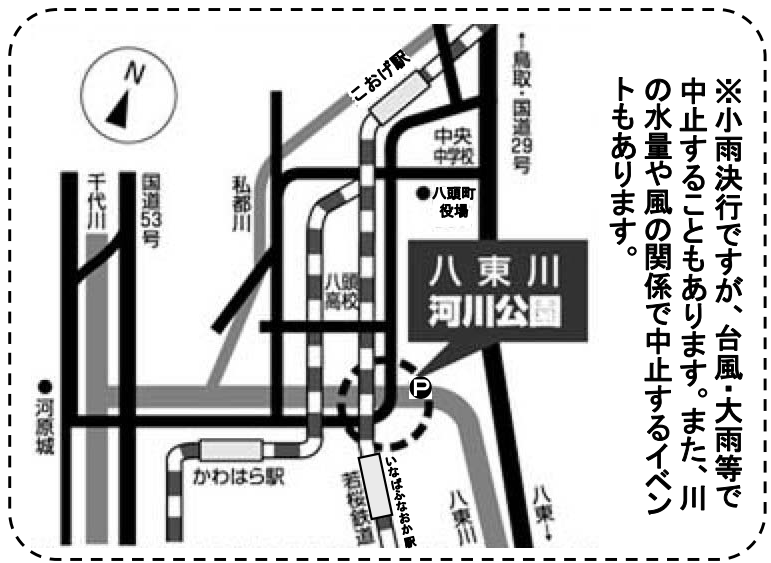 ※小雨決行ですが、台風・大雨等で
中止することもあります。また、川
の水量や風の関係で中止するイベン
トもあります。
N
←鳥取・国道29号
こおげ駅
中央
中学校
●八頭町
役場
八東川
河川公園
私都川
国道53号
千代川
八頭
高校
P
●河原城
かわはら駅
若桜鉄道
いなばふなおか駅
八東川
八東→